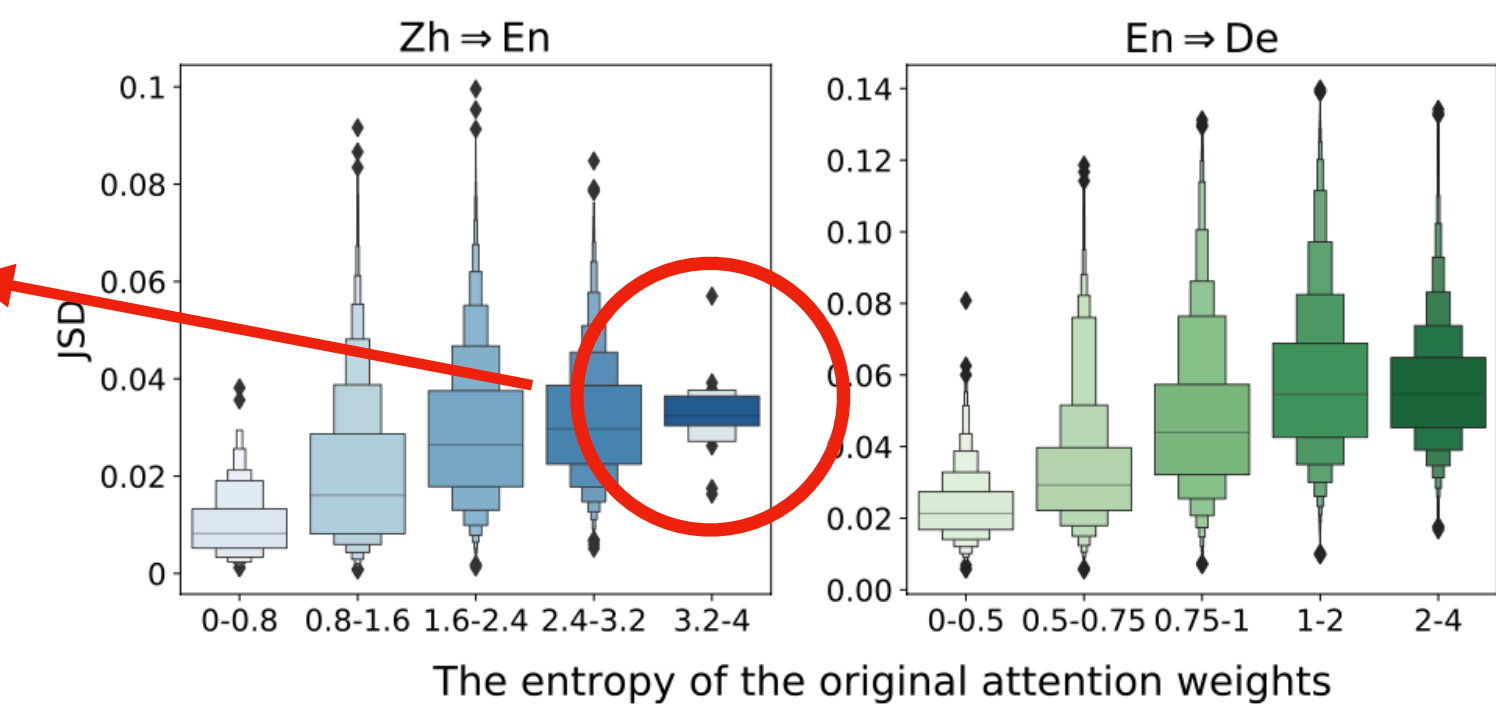 Zh ⇒ En
En ⇒ De
JSD
0.1
0.08
0.06
0.04
0.02
0
0-0.8 0.8-1.6 1.6-2.4 2.4-3.2 3.2-4
0.14
0.12
0.10
0.08
0.06
0.04
0.02
0.00
0-0.5 0.5-0.75 0.75-1 1-2 2-4
The entropy of the original attention weights